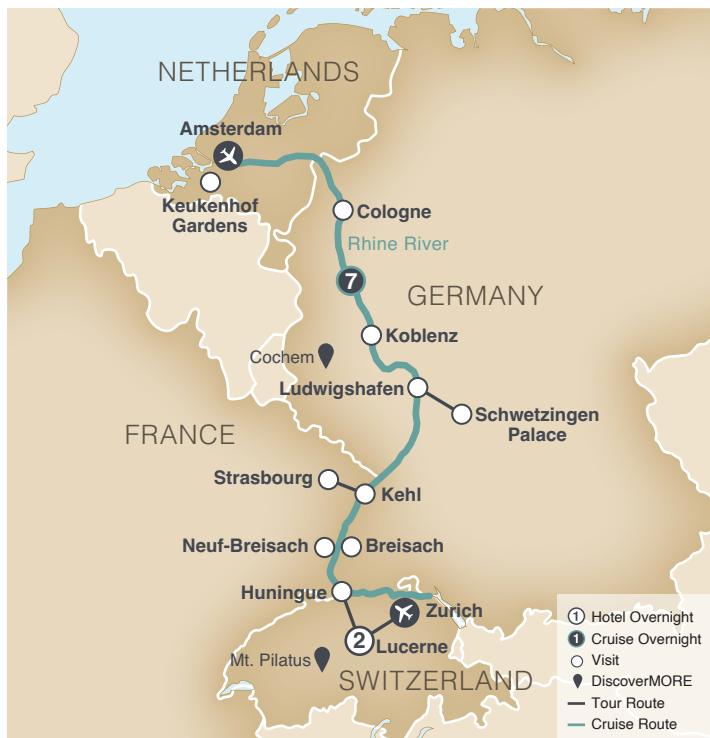 NETHERLANDS
Amsterdam
Keukenhof
Gardens
Cologne
Rhine River
7
GERMANY
Koblenz
Cochem
Ludwigshafen
Schwetzingen
Palace
FRANCE
Strasbourg
Kehl
Neuf-Breisach
Breisach
Huningue
Zurich
2
Lucerne
Mt. Pilatus
SWITZERLAND
1 Hotel Overnight
1 Cruise Overnight
Visit
DiscoverMORE
Tour Route
Cruise Route